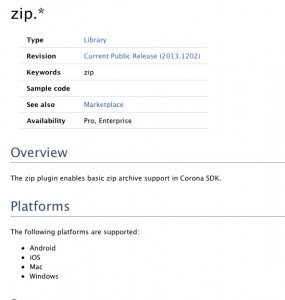 zip.*
Type Library
Revision Current Public Release (2013.1202)
Keywords zip
Sample code
See also Marketplace
Availability Pro, Enterprise
Overview
The zip plugin enables basic zip archive support in Corona SDK.
Platforms
The following platforms are supported:
• Android
• iOS
• Mac
• Windows